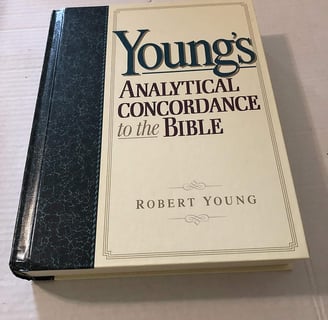 Young's
ANALYTICAL
CONCORDANCE
to the BIBLE
ROBERT YOUNG